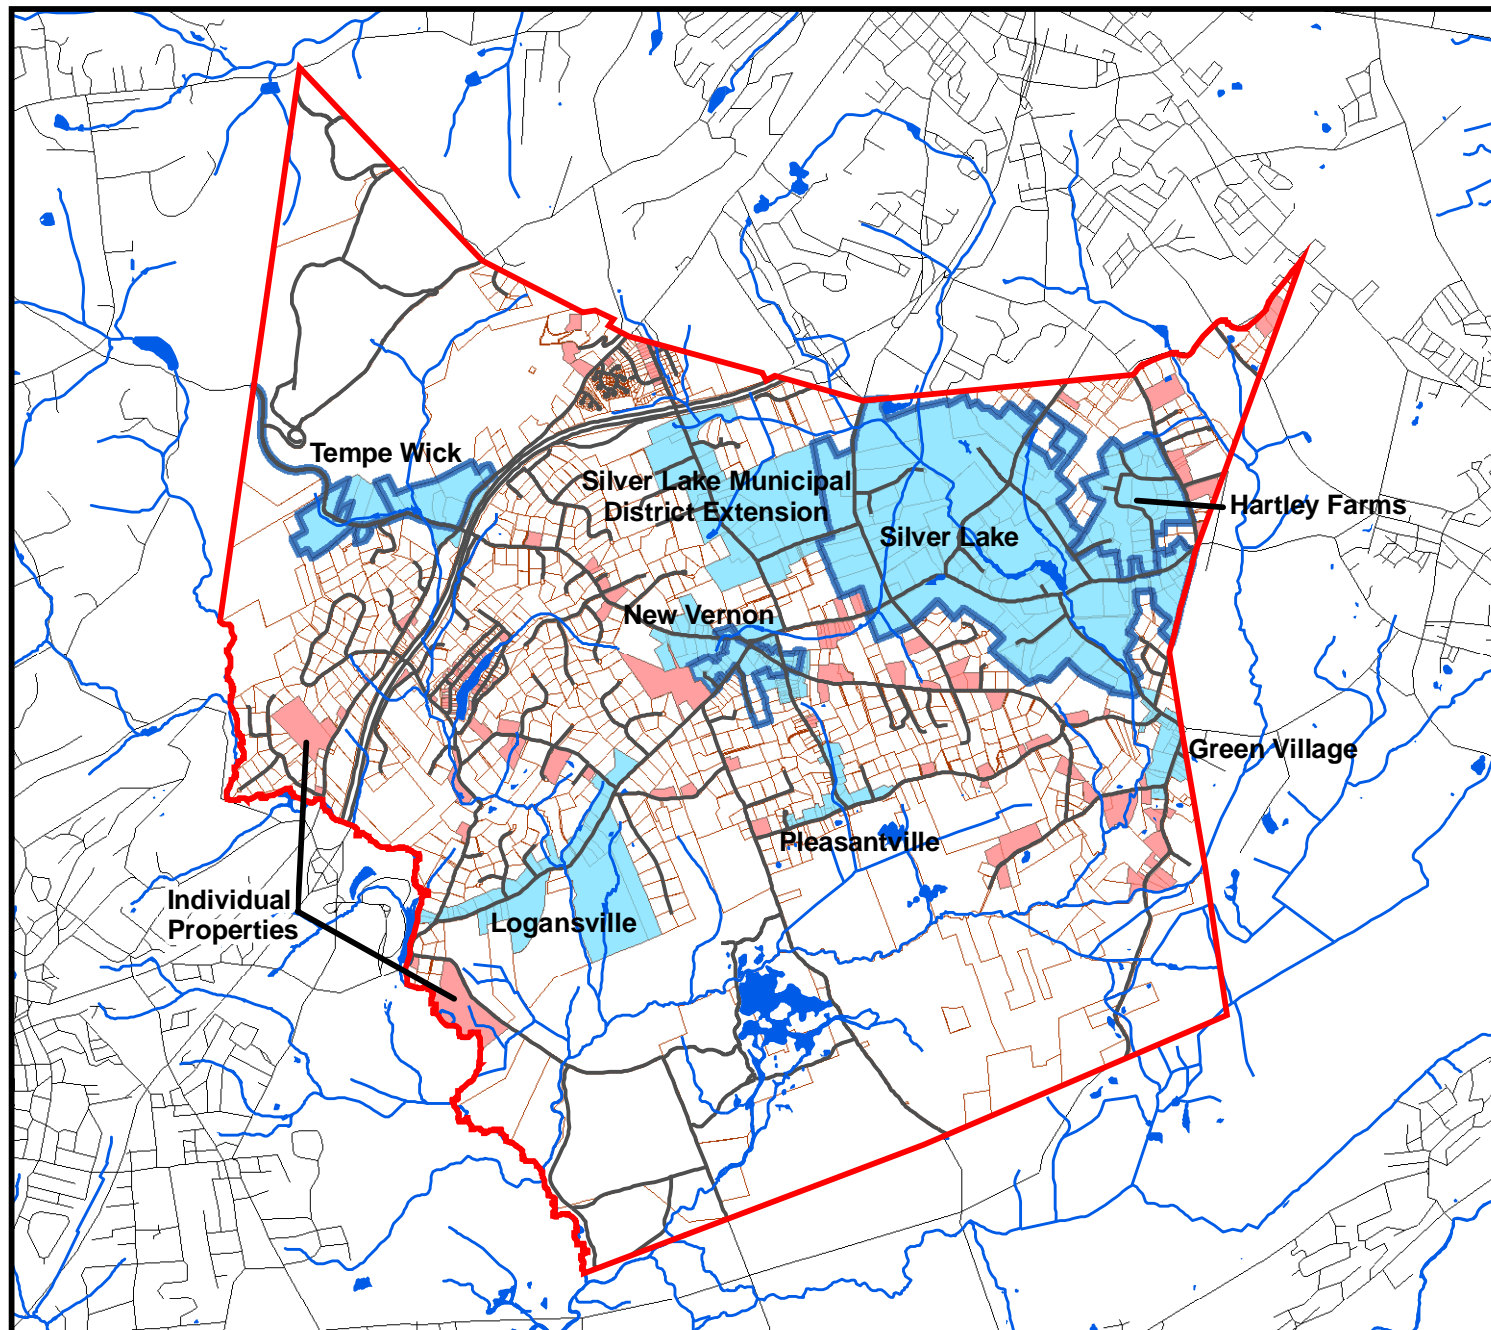 Tempe Wick
Silver Lake Municipal
District Extension
Hartley Farms
Silver Lake
New Vernon
Green Village
Pleasantville
Individual
Properties
Logansville